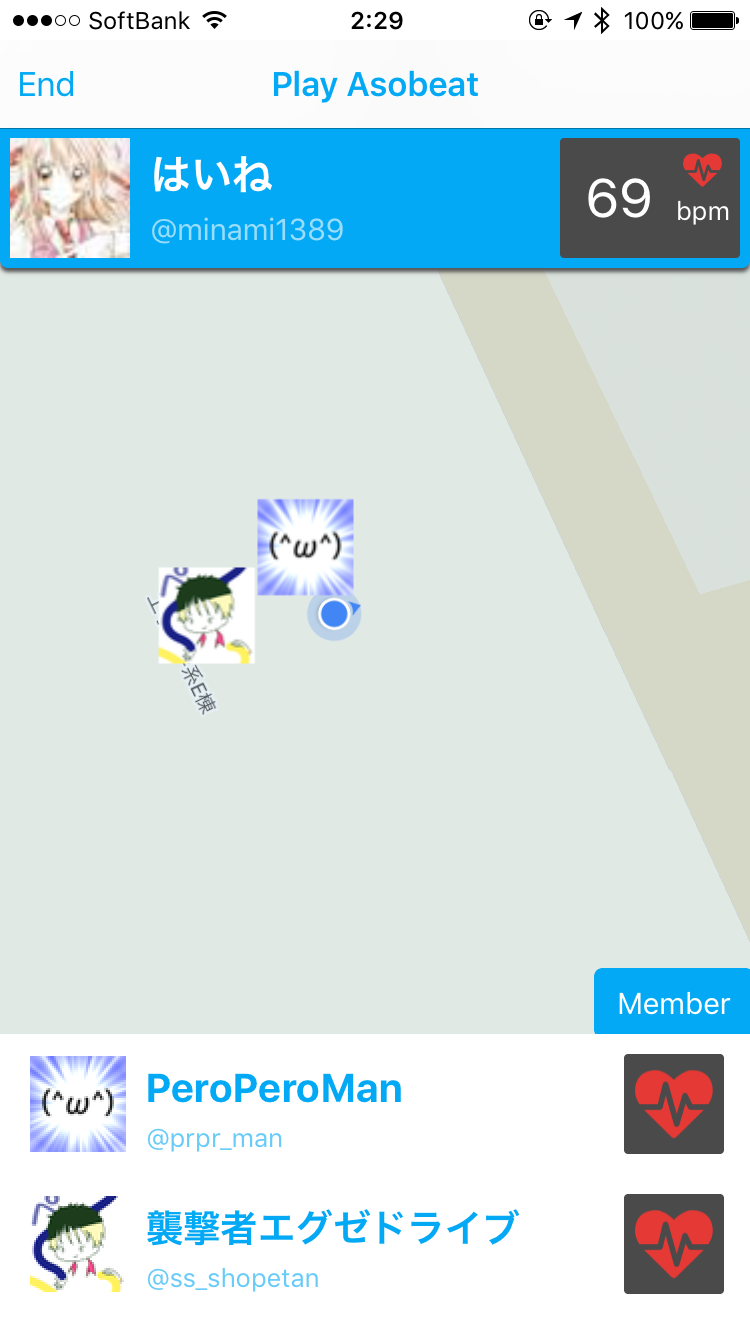 SoftBank 2:29 100%
End Play Asobeat
はいね
@minami1389
69 bpm
(^ω^)
系E棟
Member
(^ω^) PeroPeroMan
@prpr_man
襲撃者エグゼドライブ
@ss_shopetan